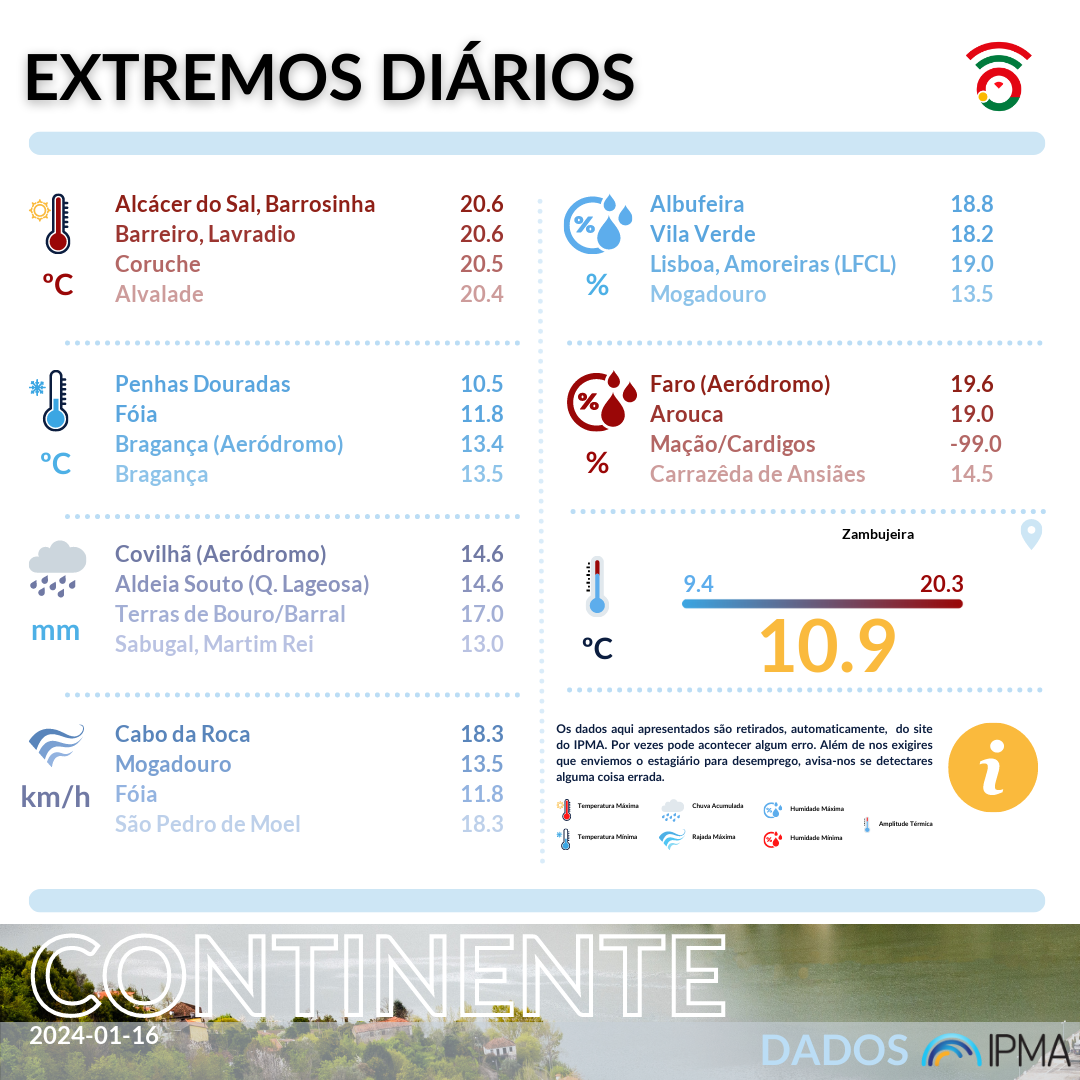 EXTREMOS DIÁRIOS
ºC
Alcácer do Sal, Barrosinha 20.6
Barreiro, Lavradio 20.6
Coruche 20.5
Alvalade 20.4
ºC
Penhas Douradas 10.5
Fóia 11.8
Bragança (Aeródromo) 13.4
Bragança 13.5
mm
Covilhã (Aeródromo) 14.6
Aldeia Souto (Q. Lageosa) 14.6
Terras de Bouro/Barral 17.0
Sabugal, Martim Rei 13.0
km/h
Cabo da Roca 18.3
Mogadouro 13.5
Fóia 11.8
São Pedro de Moel 18.3
%
%
Albufeira 18.8
Vila Verde 18.2
Lisboa, Amoreiras (LFCL) 19.0
Mogadouro 13.5
%
%
Faro (Aeródromo) 19.6
Arouca 19.0
Mação/Cardigos -99.0
Carrazêda de Ansiães 14.5
Zambujeira
ºC
9.4 20.3
10.9
Os dados aqui apresentados são retirados, automaticamente, do site
do IPMA. Por vezes pode acontecer algum erro. Além de nos exigires
que enviemos o estagiário para desemprego, avisa-nos se detectares
alguma coisa errada.
i
Temperatura Máxima
Chuva Acumulada
Humidade Máxima
Amplitude Térmica
Temperatura Mínima
Rajada Máxima
Humidade Mínima
CONTINENTE
2024-01-16
DADOS IPMA